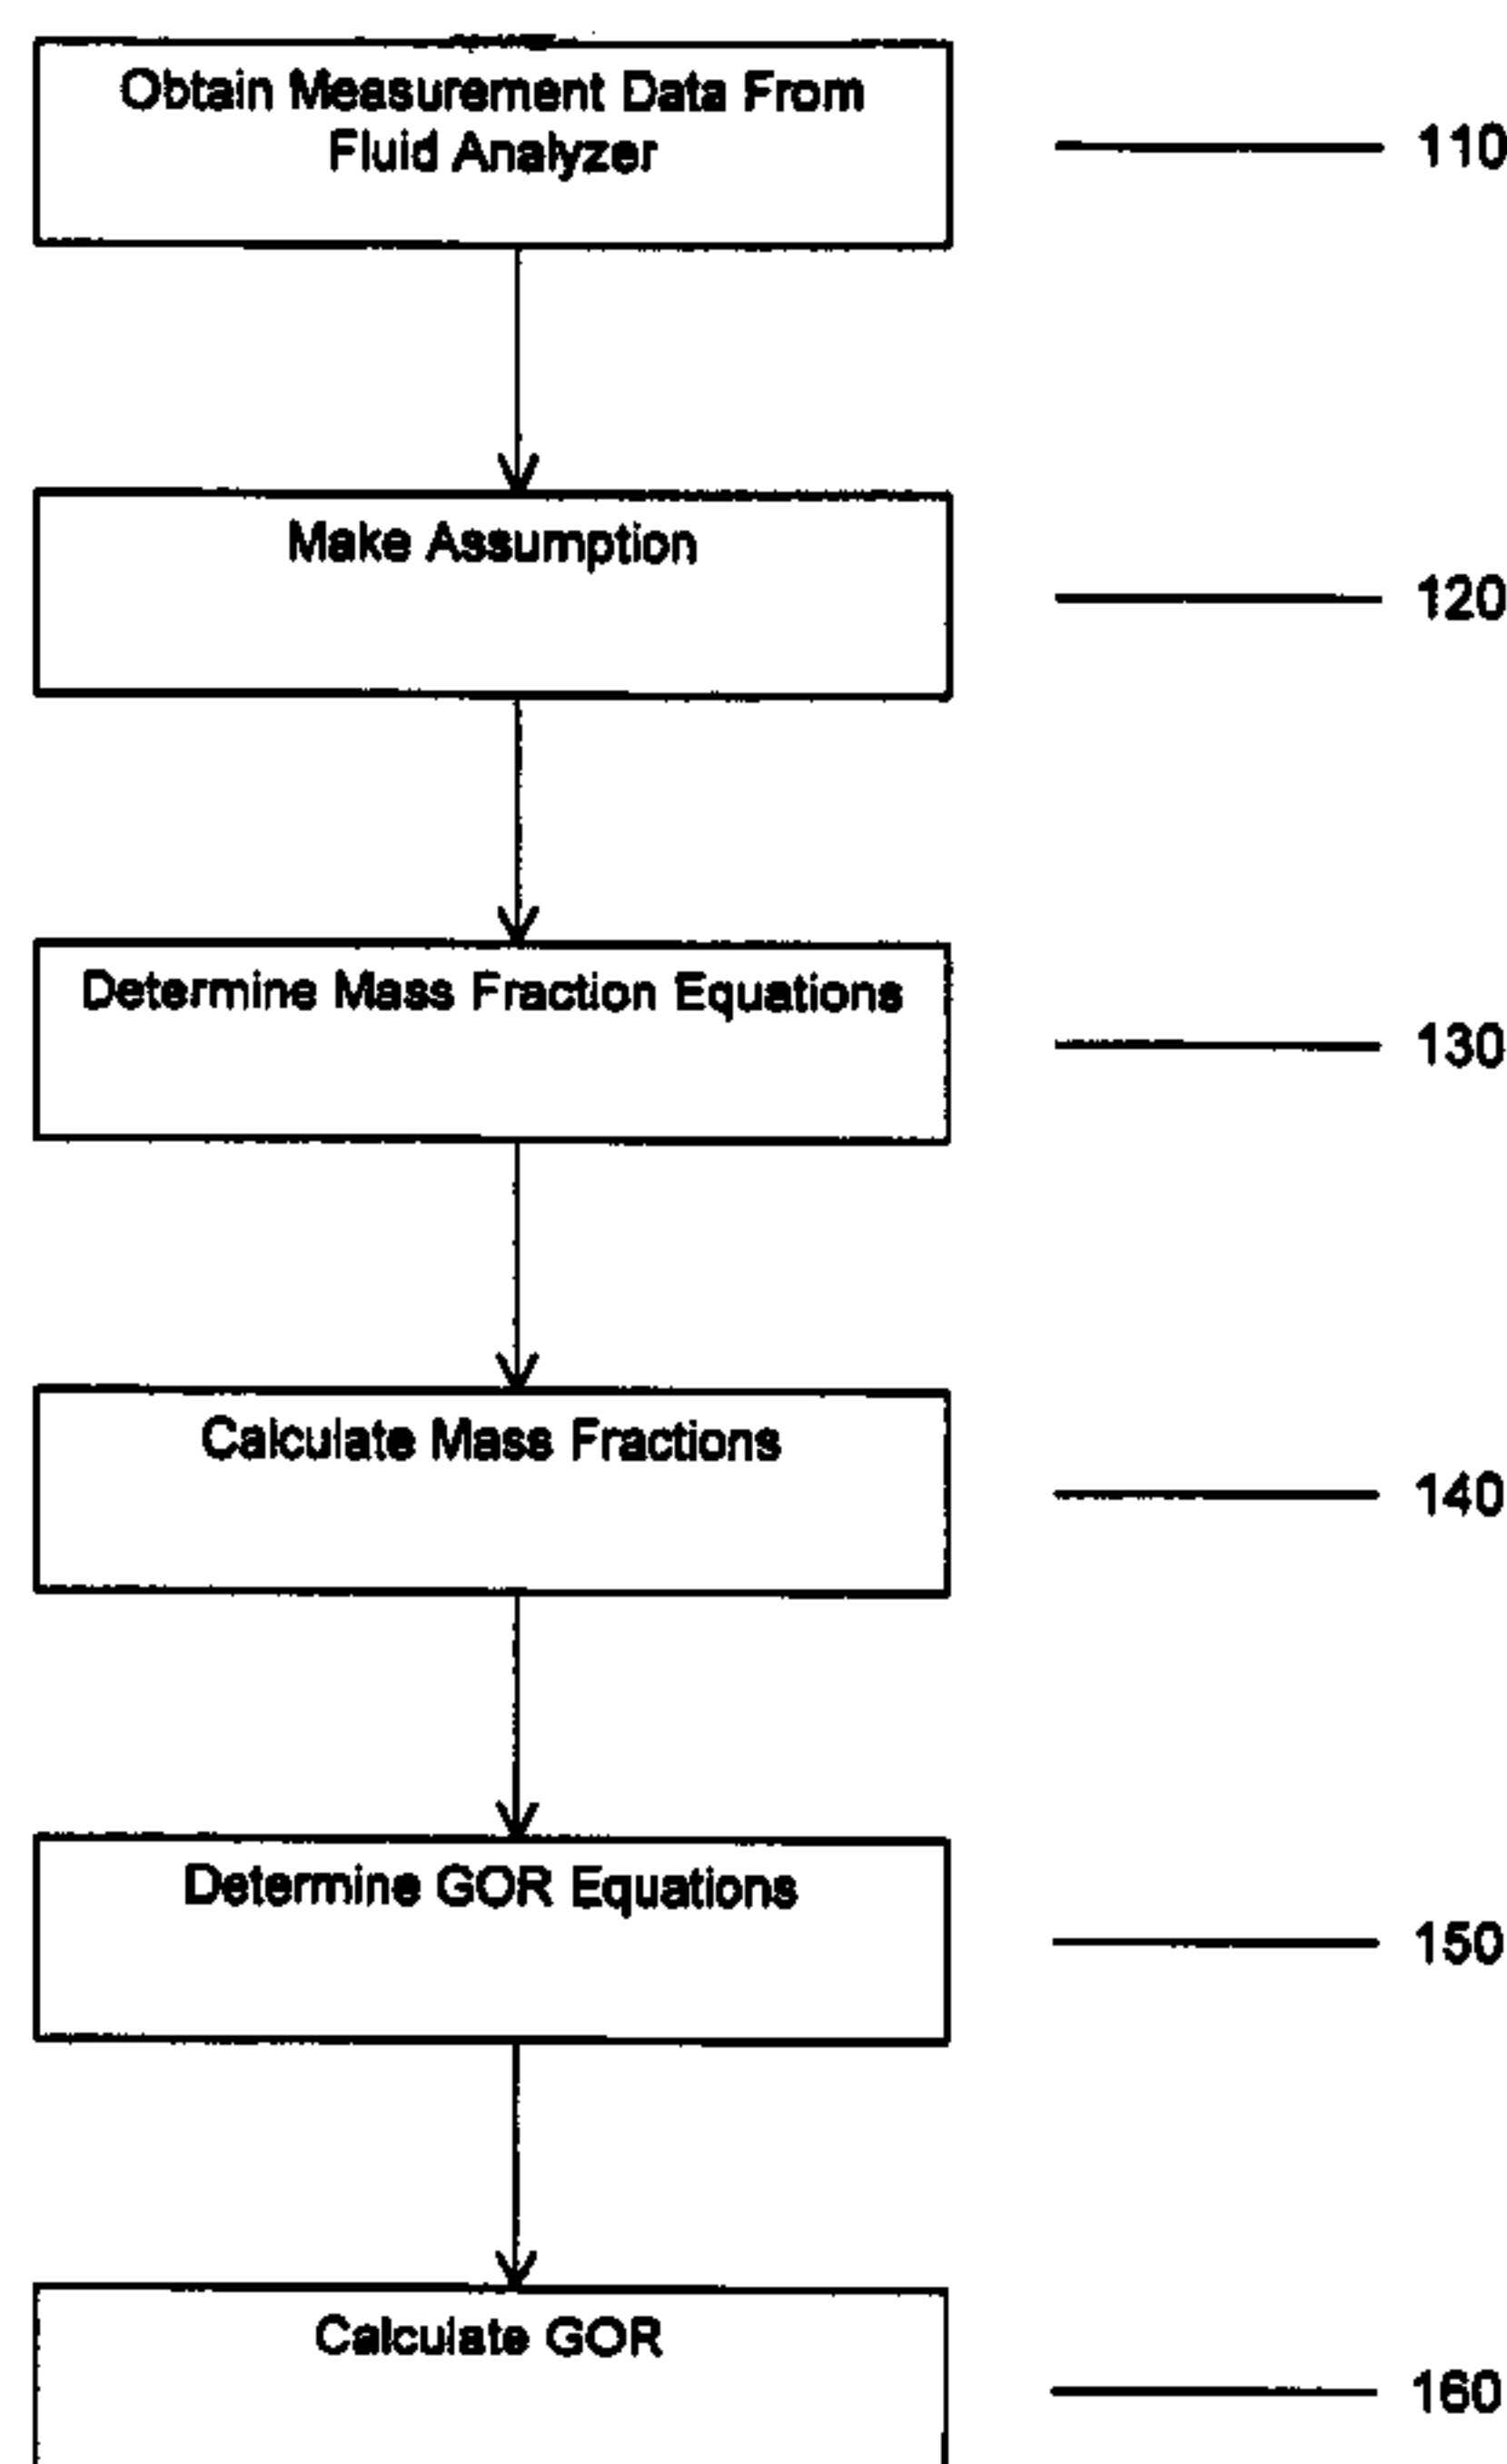 Obtain Measurement Data From
Fluid Analyzer
110
Make Assumption
120
Determine Mass Fraction Equations
130
Calculate Mass Fractions
140
Determine GOR Equations
150
Calculate GOR
160